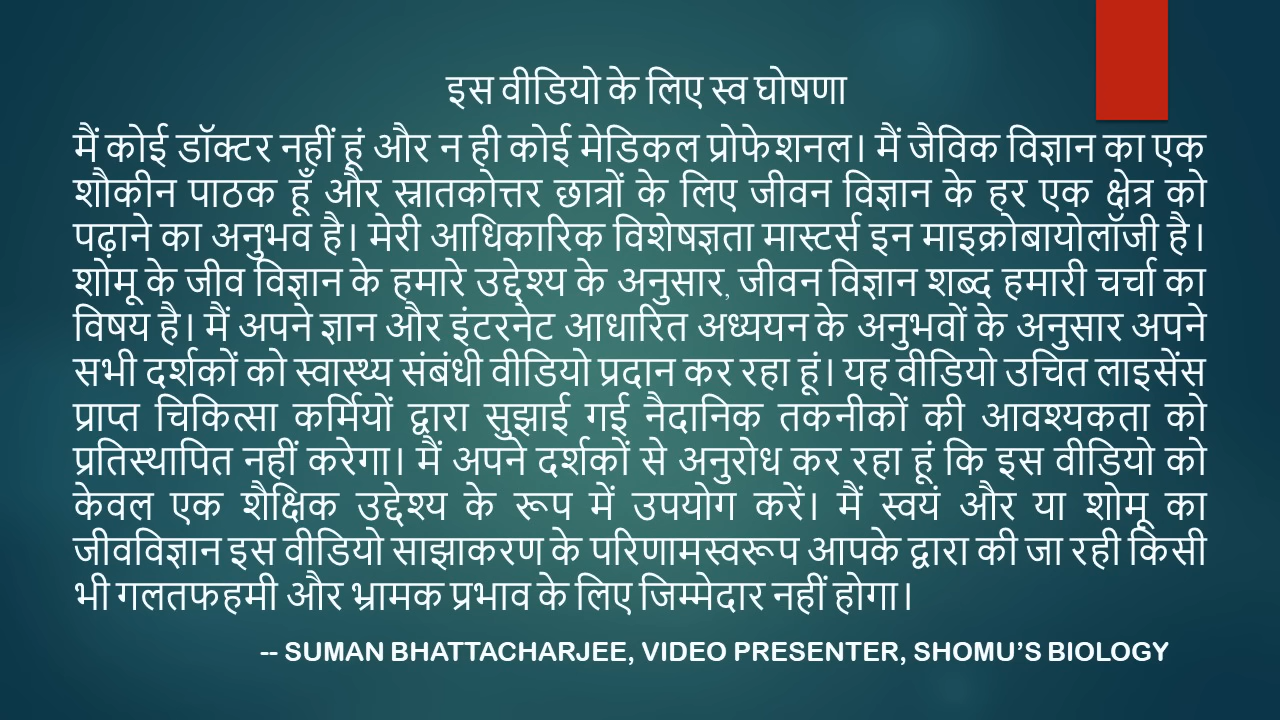 इस वीडियो के लिए स्व घोषणा
मैं कोई डॉक्टर नहीं हूं और न ही कोई मेडिकल प्रोफेशनल। मैं जैविक विज्ञान का एक
शौकीन पाठक हूँ और स्नातकोत्तर छात्रों के लिए जीवन विज्ञान के हर एक क्षेत्र को
पढ़ाने का अनुभव है। मेरी आधिकारिक विशेषज्ञता मास्टर्स इन माइक्रोबायोलॉजी है।
शोमू के जीव विज्ञान के हमारे उद्देश्य के अनुसार, जीवन विज्ञान शब्द हमारी चर्चा का
विषय है। मैं अपने ज्ञान और इंटरनेट आधारित अध्ययन के अनुभवों के अनुसार अपने
सभी दर्शकों को स्वास्थ्य संबंधी वीडियो प्रदान कर रहा हूं। यह वीडियो उचित लाइसेंस
प्राप्त चिकित्सा कर्मियों द्वारा सुझाई गई नैदानिक तकनीकों की आवश्यकता को
प्रतिस्थापित नहीं करेगा। मैं अपने दर्शकों से अनुरोध कर रहा हूं कि इस वीडियो को
केवल एक शैक्षिक उद्देश्य के रूप में उपयोग करें। मैं स्वयं और या शोमू का
जीवविज्ञान इस वीडियो साझाकरण के परिणामस्वरूप आपके द्वारा की जा रही किसी
भी गलतफहमी और भ्रामक प्रभाव के लिए जिम्मेदार नहीं होगा।
-- SUMAN BHATTACHARJEE, VIDEO PRESENTER, SHOMU’S BIOLOGY